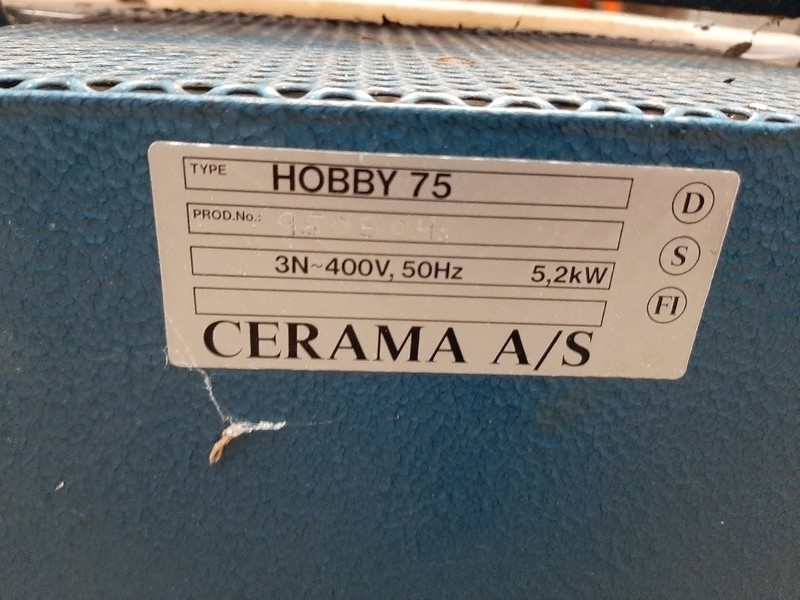 TYPE HOBBY 75
PROD.No.:
3N~400V, 50Hz 5,2kW
CERAMA A/S
D
S
FI